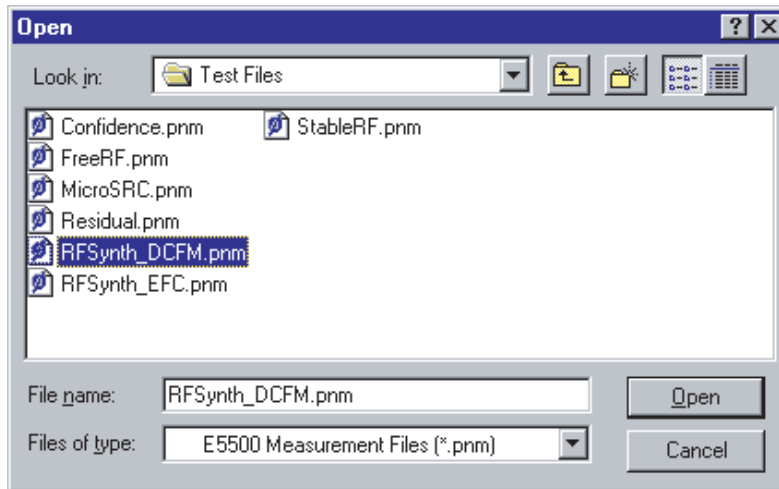 Open
Look in: Test Files
Confidence.pnm
FreeRF.pnm
MicroSRC.pnm
Residual.pnm
RFSynth_DCFM.pnm
RFSynth_EFC.pnm
StableRF.pnm
File name: RFSynth_DCFM.pnm Open
Files of type: E5500 Measurement Files (*.pnm) Cancel